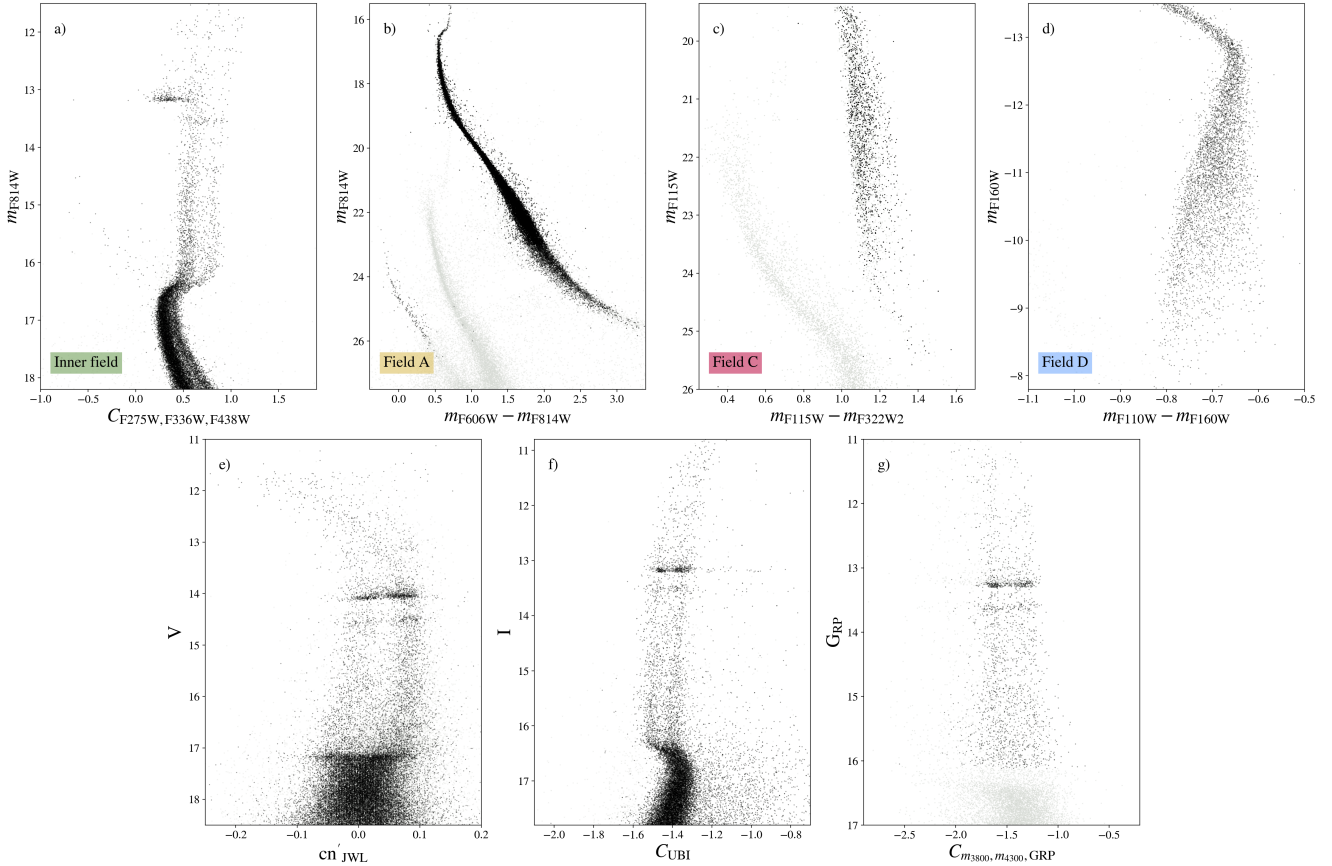 a)
12
13
14
15
16
17
18
m_F814W
Inner field
−1.0 −0.5 0.0 0.5 1.0 1.5
C_F275W, F336W, F438W
b)
16
18
20
22
24
26
m_F814W
Field A
0.0 0.5 1.0 1.5 2.0 2.5 3.0
m_F606W − m_F814W
c)
20
21
22
23
24
25
26
m_F115W
Field C
0.4 0.6 0.8 1.0 1.2 1.4 1.6
m_F115W − m_F322W2
d)
−13
−12
−11
−10
−9
−8
m_F160W
Field D
−1.1 −1.0 −0.9 −0.8 −0.7 −0.6 −0.5
m_F110W − m_F160W
e)
11
12
13
14
15
16
17
18
V
−0.2 −0.1 0.0 0.1 0.2
cn′_JWL
f)
11
12
13
14
15
16
17
I
−2.0 −1.8 −1.6 −1.4 −1.2 −1.0 −0.8
C_UBI
g)
11
12
13
14
15
16
17
G_RP
−2.5 −2.0 −1.5 −1.0 −0.5
C_m3800, m4300, GRP